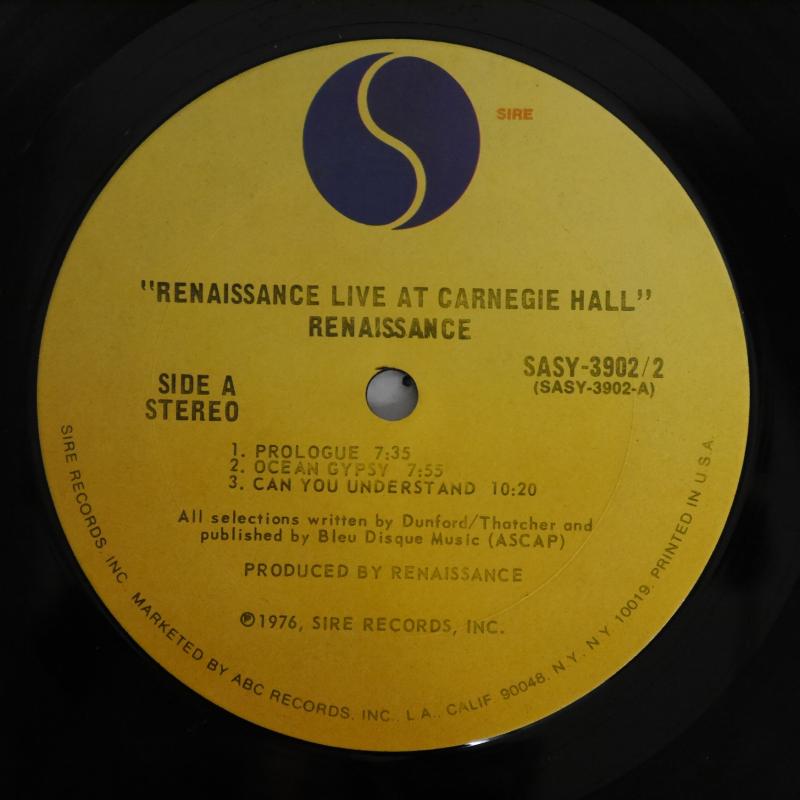 SIRE
"RENAISSANCE LIVE AT CARNEGIE HALL"
RENAISSANCE
SIDE A
STEREO
SASY-3902/2
(SASY-3902-A)
1. PROLOGUE 7:35
2. OCEAN GYPSY 7:55
3. CAN YOU UNDERSTAND 10:20
All selections written by Dunford/Thatcher and
published by Bleu Disque Music (ASCAP)
PRODUCED BY RENAISSANCE
℗1976, SIRE RECORDS, INC.
SIRE RECORDS, INC. MARKETED BY ABC RECORDS, INC., L.A., CALIF. 90048. N.Y. N.Y. 10019. PRINTED IN U.S.A.